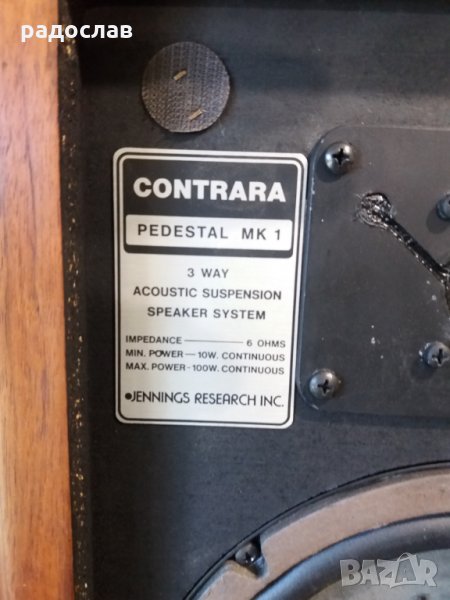 радослав
CONTRARA
PEDESTAL MK 1
3 WAY
ACOUSTIC SUSPENSION
SPEAKER SYSTEM
IMPEDANCE — 6 OHMS
MIN. POWER — 10W. CONTINUOUS
MAX. POWER - 100W. CONTINUOUS
JENNINGS RESEARCH INC.
BAZAR